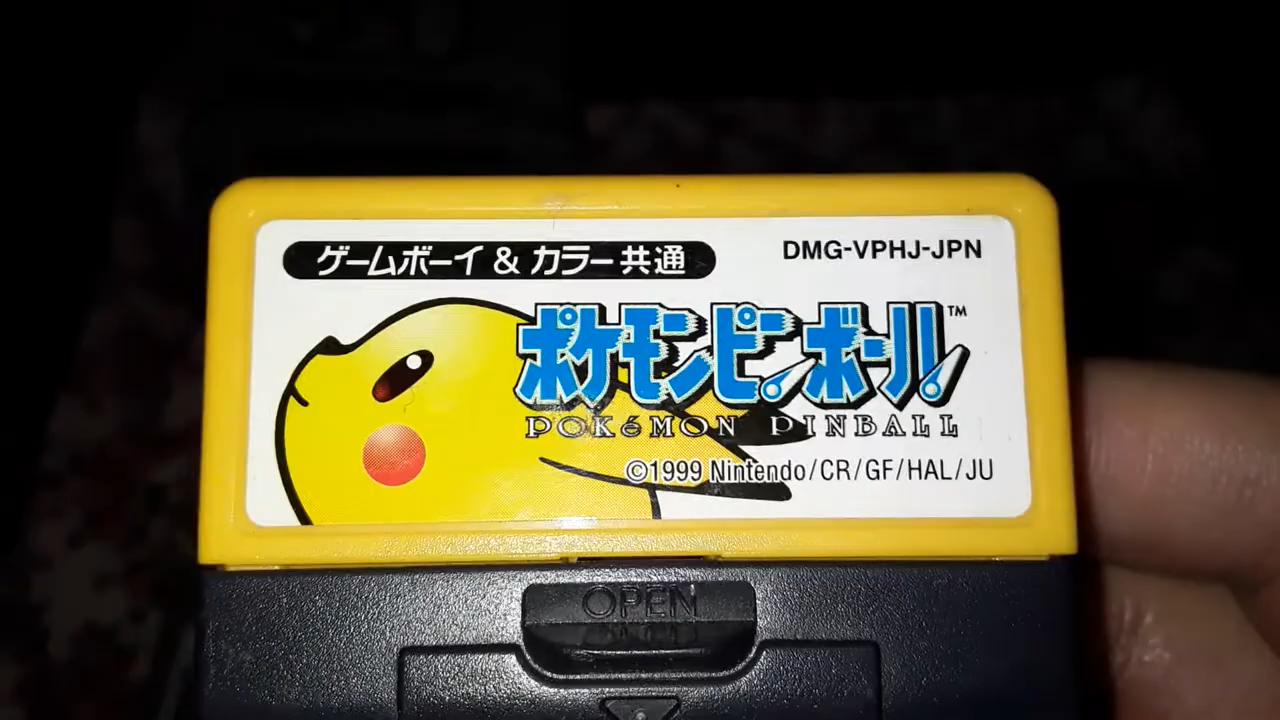 ゲームボーイ & カラー共通
DMG-VPHJ-JPN
ポケモンピンボール™
POKéMON PINBALL
©1999 Nintendo/CR/GF/HAL/JU
OPEN